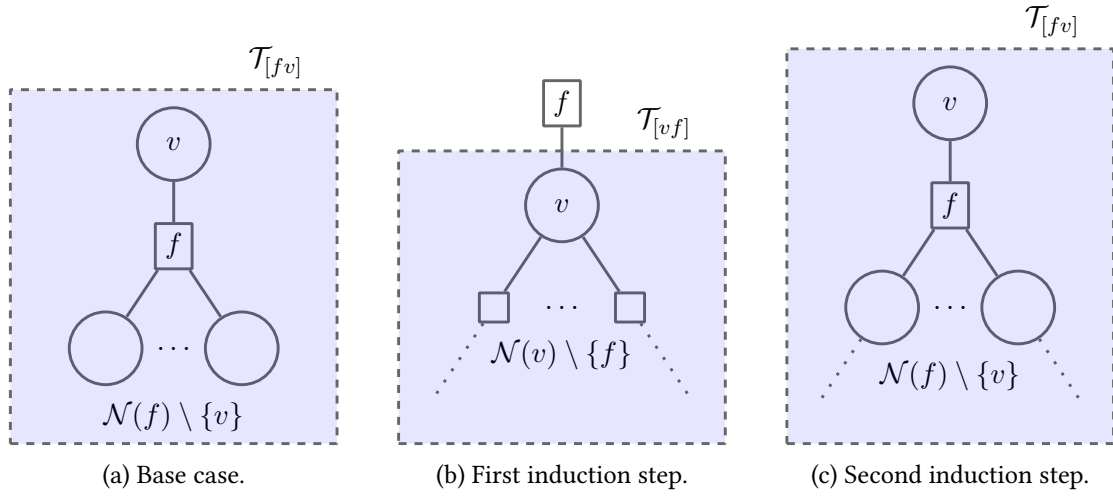 𝒯[fv]
v
f
⋯
𝒩(f) \ {v}
(a) Base case.
f
𝒯[vf]
v
⋯
𝒩(v) \ {f}
(b) First induction step.
𝒯[fv]
v
f
⋯
𝒩(f) \ {v}
(c) Second induction step.